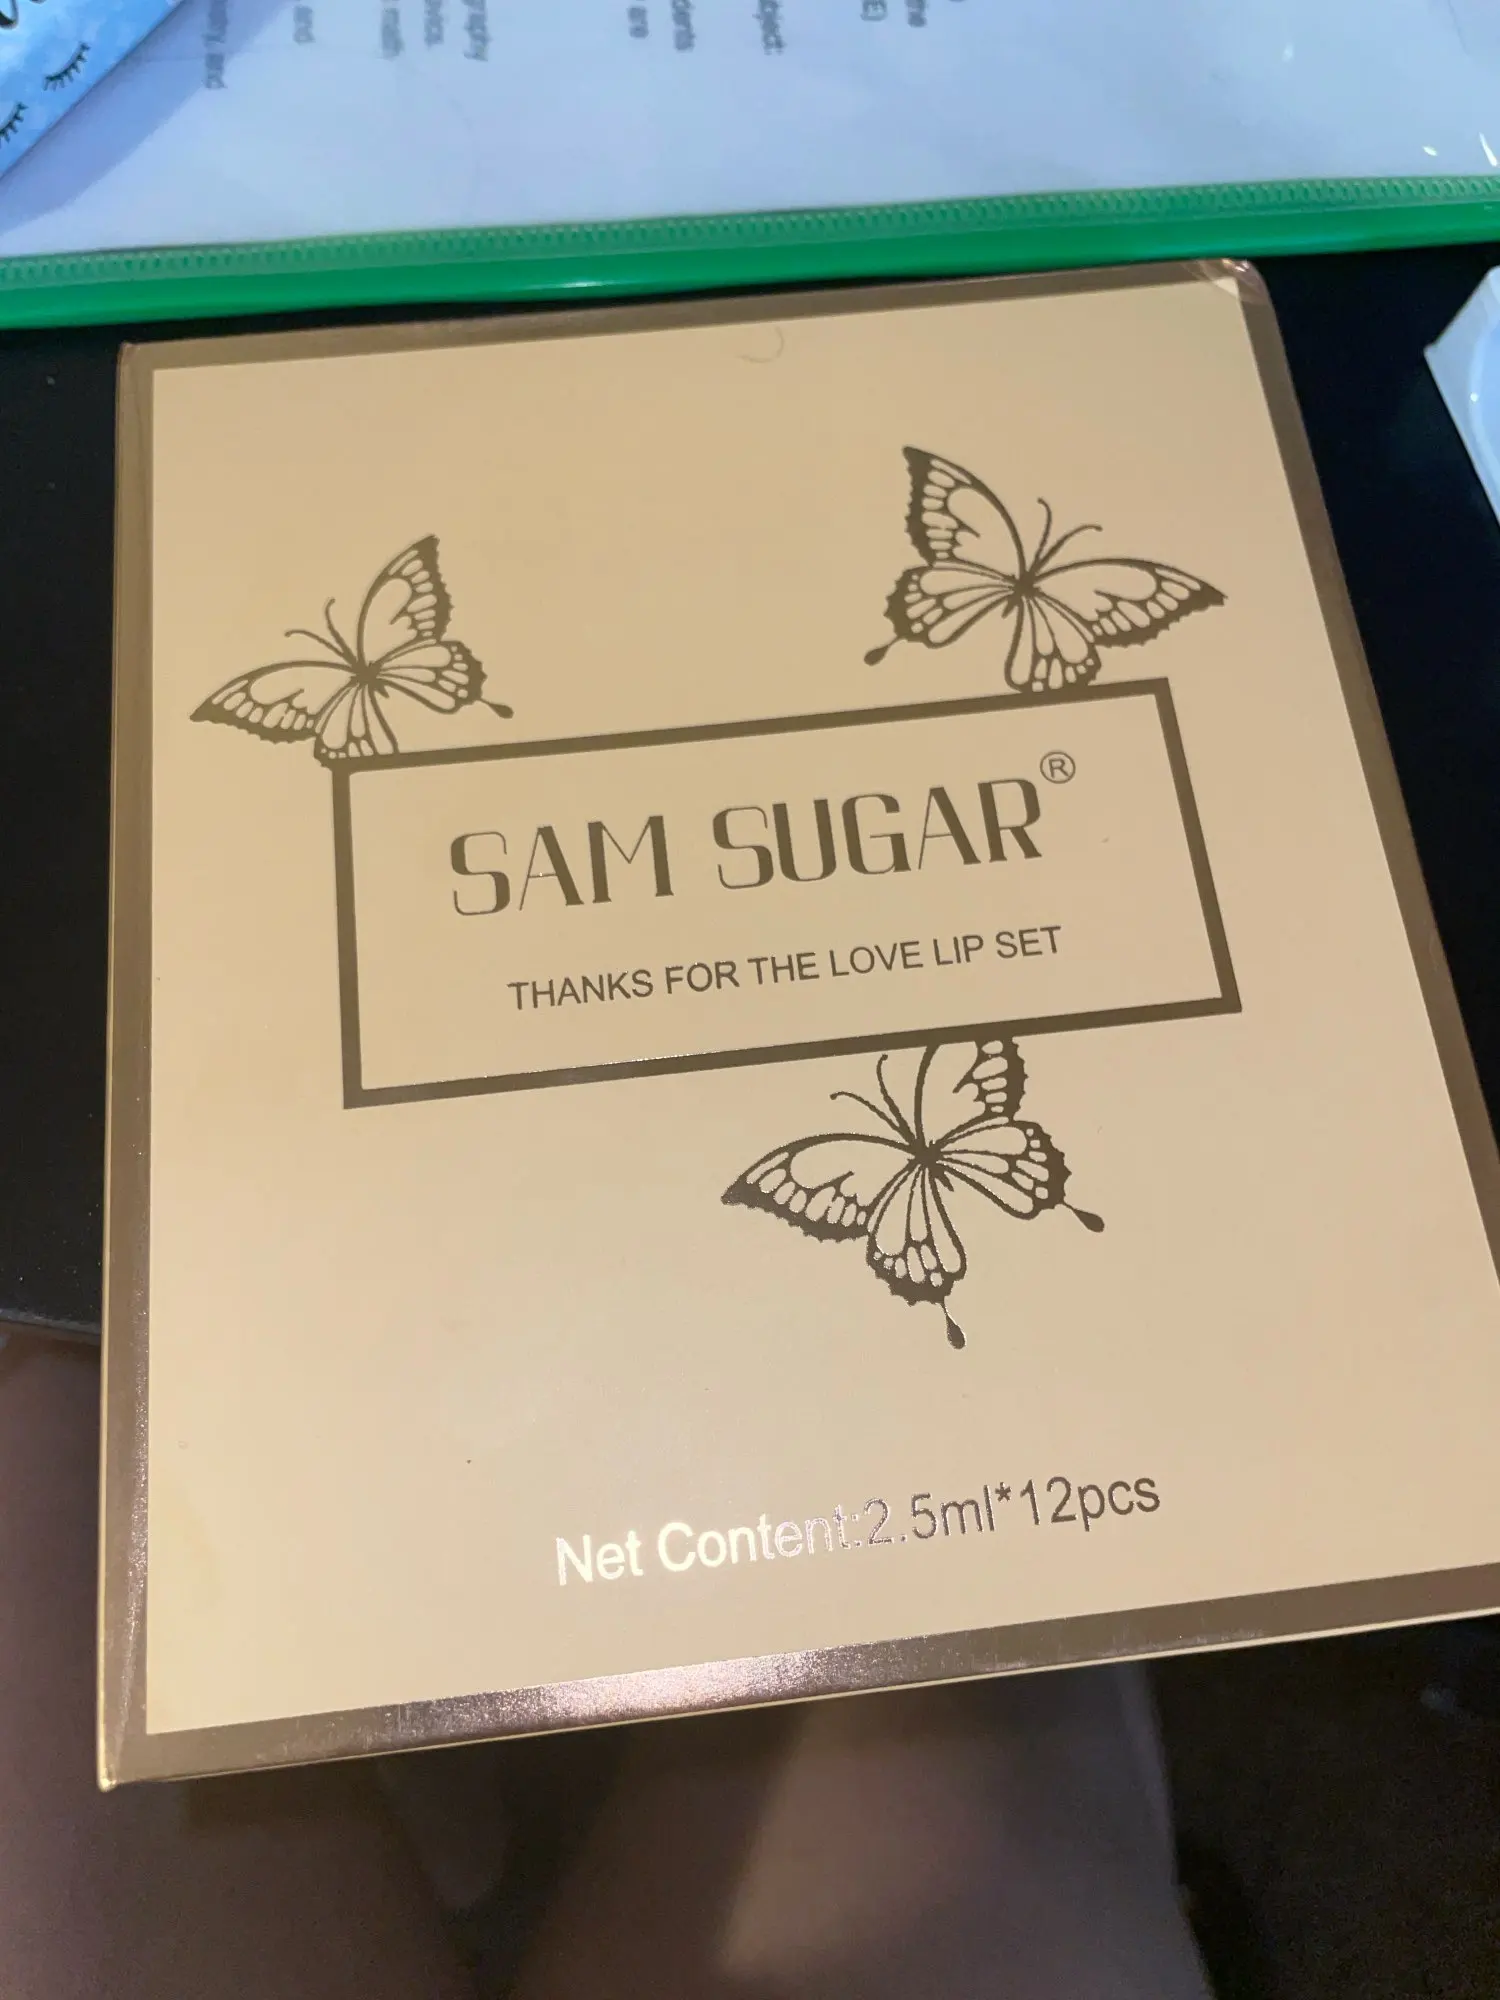 SAM SUGAR®
THANKS FOR THE LOVE LIP SET
Net Content:2.5ml*12pcs